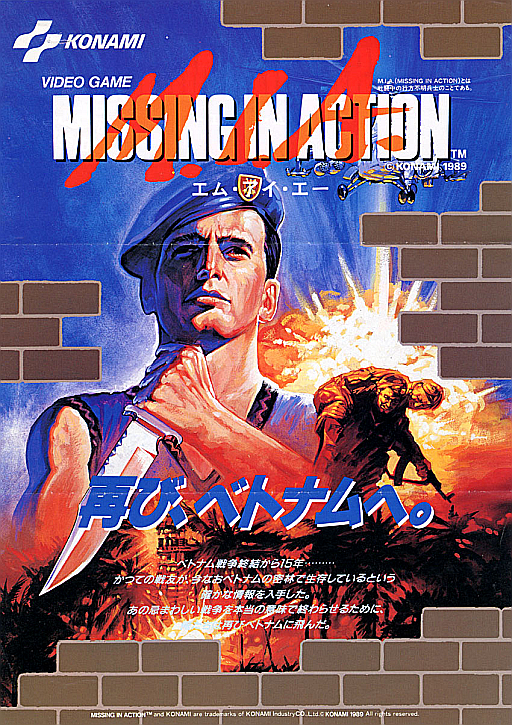 KONAMI
VIDEO GAME
M.I.A.
M.I.A.(MISSING IN ACTION)とは
戦闘中の行方不明兵士のことである。
MISSING IN ACTION™
© KONAMI 1989
エム・アイ・エー
再び、ベトナムへ。
ベトナム戦争終結から15年………
かつての戦友が、今なおベトナムの密林で生存しているという
確かな情報を入手した。
あの忌まわしい戦争を本当の意味で終わらせるために、
再びベトナムに飛んだ。
MISSING IN ACTION™ and KONAMI are trademarks of KONAMI Industry CO., Ltd. © KONAMI 1989 All rights reserved.